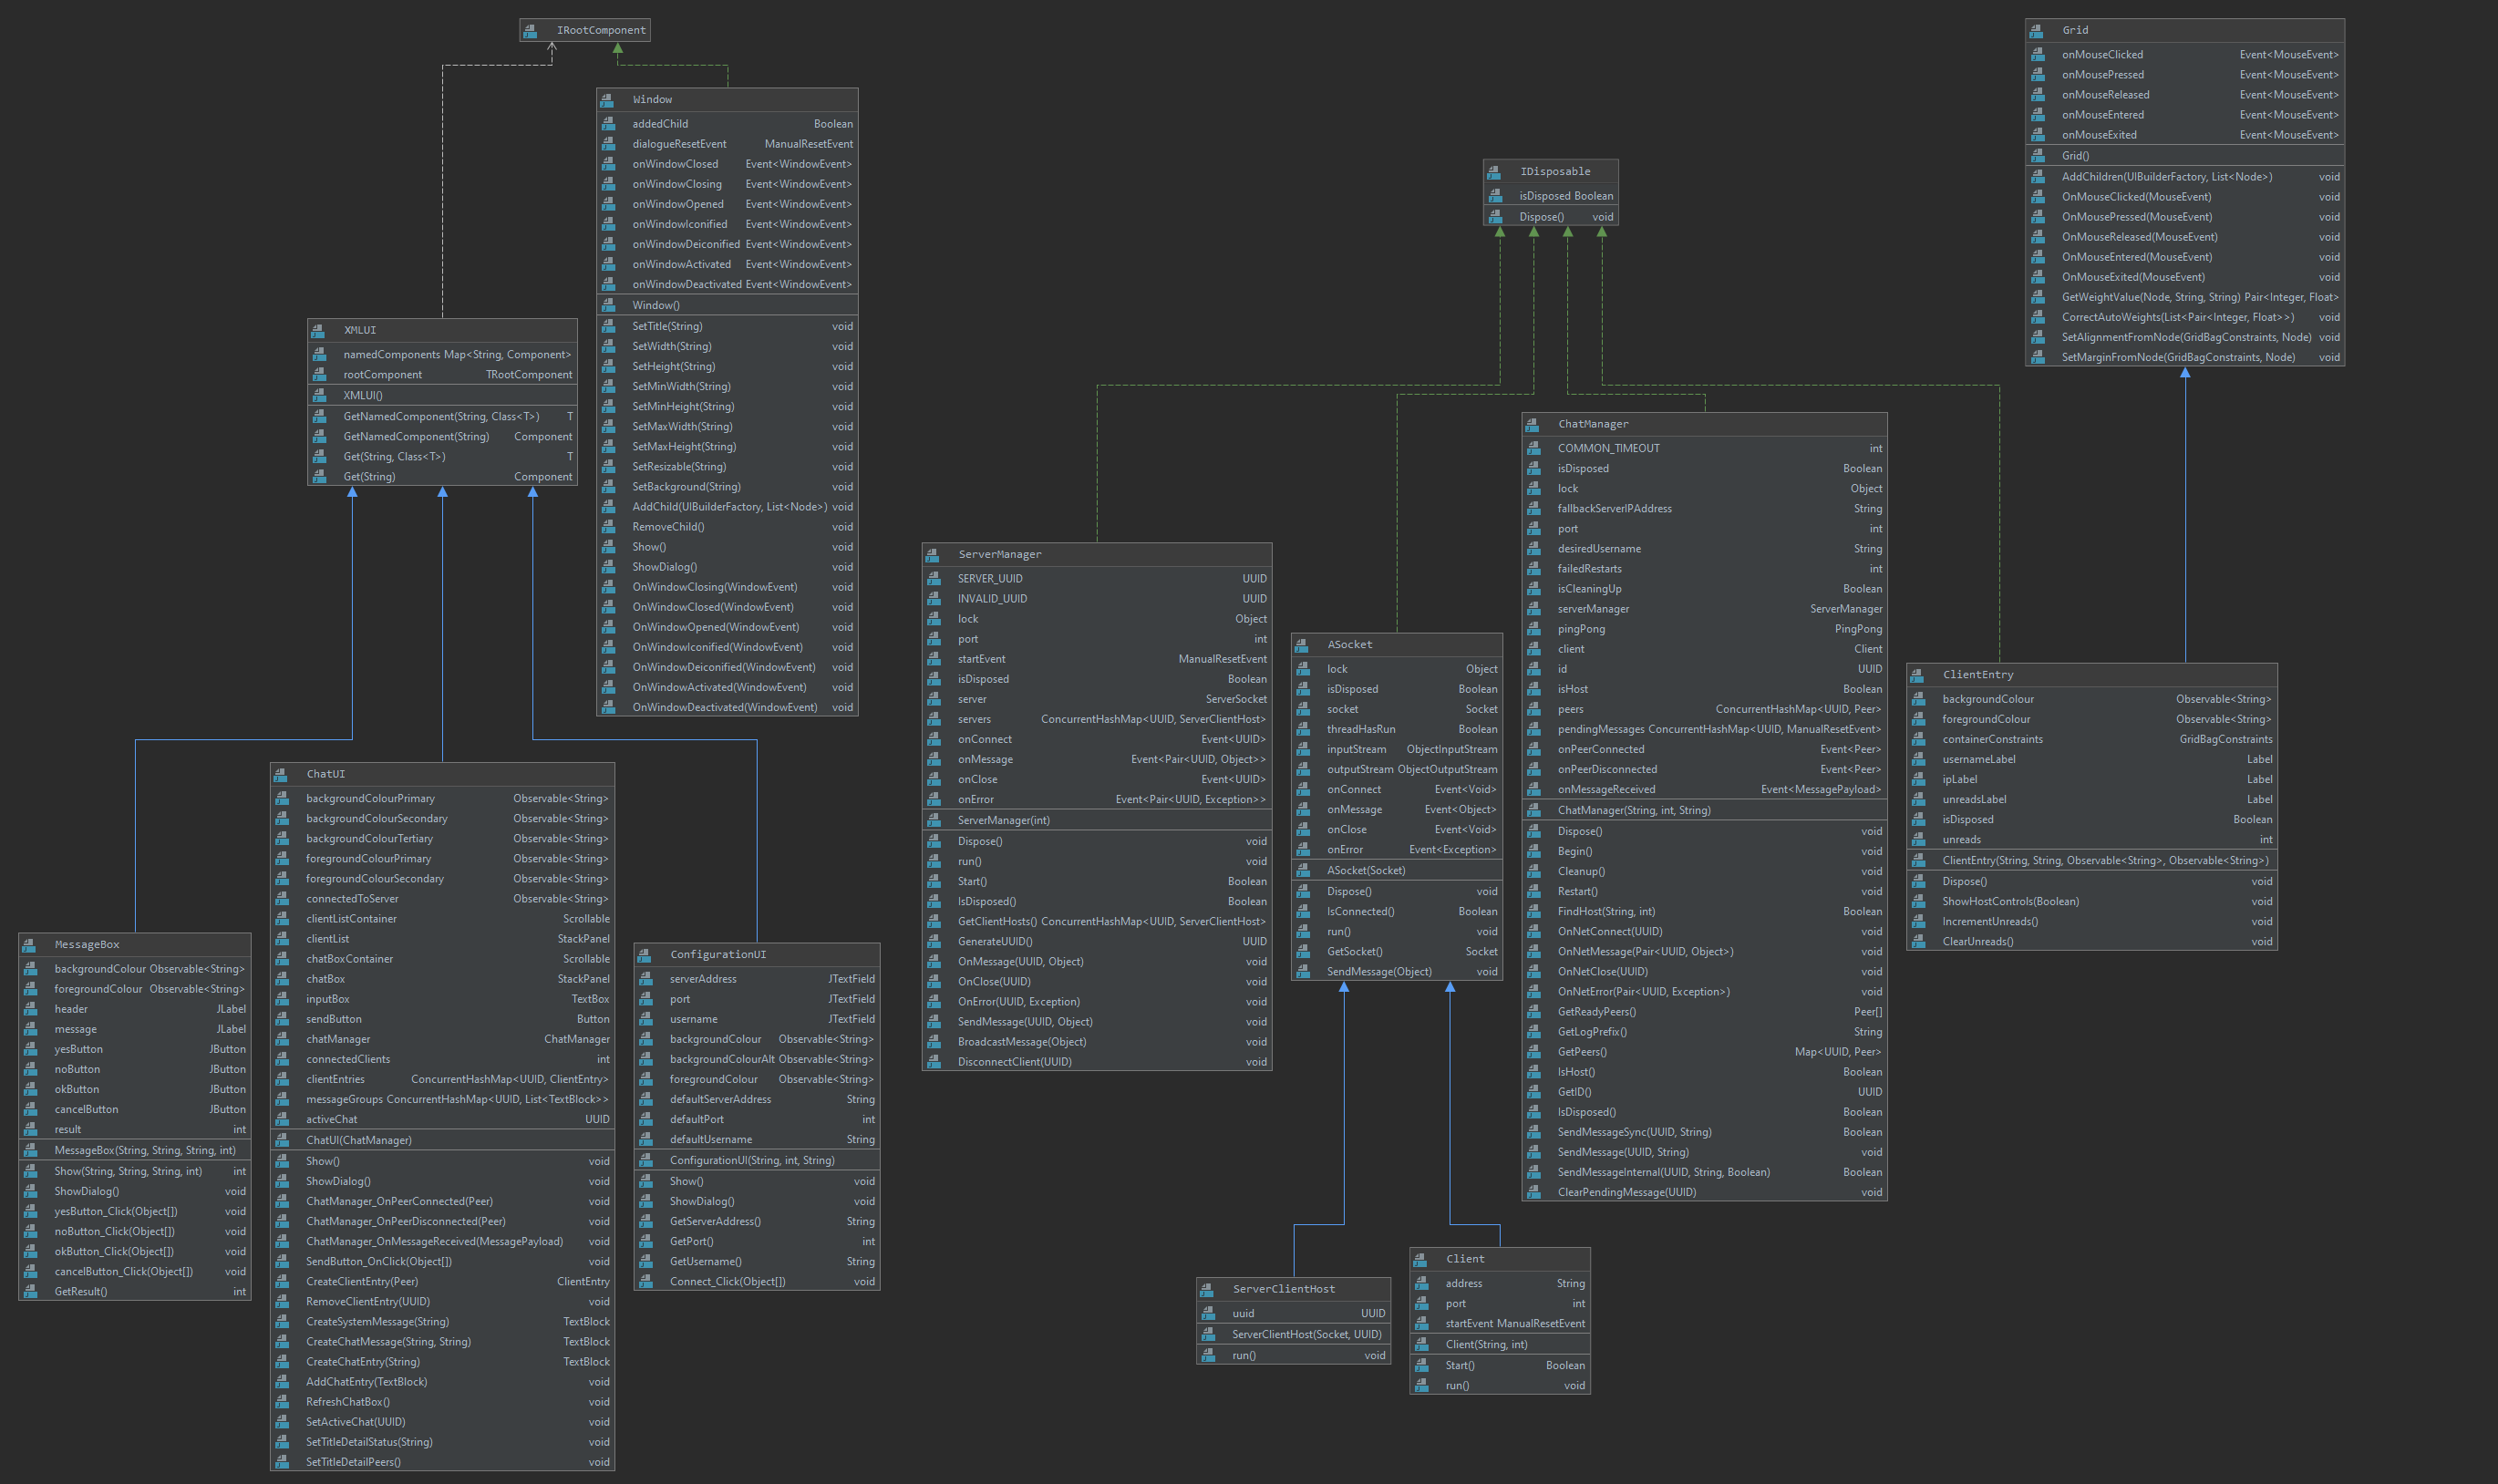 IRootComponent
Window
addedChild Boolean
dialogueResetEvent ManualResetEvent
onWindowClosed Event<WindowEvent>
onWindowClosing Event<WindowEvent>
onWindowOpened Event<WindowEvent>
onWindowIconified Event<WindowEvent>
onWindowDeiconified Event<WindowEvent>
onWindowActivated Event<WindowEvent>
onWindowDeactivated Event<WindowEvent>
Window()
SetTitle(String) void
SetWidth(String) void
SetHeight(String) void
SetMinWidth(String) void
SetMinHeight(String) void
SetMaxWidth(String) void
SetMaxHeight(String) void
SetResizable(String) void
SetBackground(String) void
AddChild(UIBuilderFactory, List<Node>) void
RemoveChild() void
Show() void
ShowDialog() void
OnWindowClosing(WindowEvent) void
OnWindowClosed(WindowEvent) void
OnWindowOpened(WindowEvent) void
OnWindowIconified(WindowEvent) void
OnWindowDeiconified(WindowEvent) void
OnWindowActivated(WindowEvent) void
OnWindowDeactivated(WindowEvent) void
XMLUI
namedComponents Map<String, Component>
rootComponent TRootComponent
XMLUI()
GetNamedComponent(String, Class<T>) T
GetNamedComponent(String) Component
Get(String, Class<T>) T
Get(String) Component
MessageBox
backgroundColour Observable<String>
foregroundColour Observable<String>
header JLabel
message JLabel
yesButton JButton
noButton JButton
okButton JButton
cancelButton JButton
result int
MessageBox(String, String, String, int)
Show(String, String, String, int) int
ShowDialog() void
yesButton_Click(Object[]) void
noButton_Click(Object[]) void
okButton_Click(Object[]) void
cancelButton_Click(Object[]) void
GetResult() int
ChatUI
backgroundColourPrimary Observable<String>
backgroundColourSecondary Observable<String>
backgroundColourTertiary Observable<String>
foregroundColourPrimary Observable<String>
foregroundColourSecondary Observable<String>
connectedToServer Observable<String>
clientListContainer Scrollable
clientList StackPanel
chatBoxContainer Scrollable
chatBox StackPanel
inputBox TextBox
sendButton Button
chatManager ChatManager
connectedClients int
clientEntries ConcurrentHashMap<UUID, ClientEntry>
messageGroups ConcurrentHashMap<UUID, List<TextBlock>>
activeChat UUID
ChatUI(ChatManager)
Show() void
ShowDialog() void
ChatManager_OnPeerConnected(Peer) void
ChatManager_OnPeerDisconnected(Peer) void
ChatManager_OnMessageReceived(MessagePayload) void
SendButton_OnClick(Object[]) void
CreateClientEntry(Peer) ClientEntry
RemoveClientEntry(UUID) void
CreateSystemMessage(String) TextBlock
CreateChatMessage(String, String) TextBlock
CreateChatEntry(String) TextBlock
AddChatEntry(TextBlock) void
RefreshChatBox() void
SetActiveChat(UUID) void
SetTitleDetailStatus(String) void
SetTitleDetailPeers() void
ConfigurationUI
serverAddress JTextField
port JTextField
username JTextField
backgroundColour Observable<String>
backgroundColourAlt Observable<String>
foregroundColour Observable<String>
defaultServerAddress String
defaultPort int
defaultUsername String
ConfigurationUI(String, int, String)
Show() void
ShowDialog() void
GetServerAddress() String
GetPort() int
GetUsername() String
Connect_Click(Object[]) void
IDisposable
isDisposed Boolean
Dispose() void
ServerManager
SERVER_UUID UUID
INVALID_UUID UUID
lock Object
port int
startEvent ManualResetEvent
isDisposed Boolean
server ServerSocket
servers ConcurrentHashMap<UUID, ServerClientHost>
onConnect Event<UUID>
onMessage Event<Pair<UUID, Object>>
onClose Event<UUID>
onError Event<Pair<UUID, Exception>>
ServerManager(int)
Dispose() void
run() void
Start() Boolean
IsDisposed() Boolean
GetClientHosts() ConcurrentHashMap<UUID, ServerClientHost>
GenerateUUID() UUID
OnMessage(UUID, Object) void
OnClose(UUID) void
OnError(UUID, Exception) void
SendMessage(UUID, Object) void
BroadcastMessage(Object) void
DisconnectClient(UUID) void
ASocket
lock Object
isDisposed Boolean
socket Socket
threadHasRun Boolean
inputStream ObjectInputStream
outputStream ObjectOutputStream
onConnect Event<Void>
onMessage Event<Object>
onClose Event<Void>
onError Event<Exception>
ASocket(Socket)
Dispose() void
IsConnected() Boolean
run() void
GetSocket() Socket
SendMessage(Object) void
ServerClientHost
uuid UUID
ServerClientHost(Socket, UUID)
run() void
Client
address String
port int
startEvent ManualResetEvent
Client(String, int)
Start() Boolean
run() void
ChatManager
COMMON_TIMEOUT int
isDisposed Boolean
lock Object
fallbackServerIPAddress String
port int
desiredUsername String
failedRestarts int
isCleaningUp Boolean
serverManager ServerManager
pingPong PingPong
client Client
id UUID
isHost Boolean
peers ConcurrentHashMap<UUID, Peer>
pendingMessages ConcurrentHashMap<UUID, ManualResetEvent>
onPeerConnected Event<Peer>
onPeerDisconnected Event<Peer>
onMessageReceived Event<MessagePayload>
ChatManager(String, int, String)
Dispose() void
Begin() void
Cleanup() void
Restart() void
FindHost(String, int) Boolean
OnNetConnect(UUID) void
OnNetMessage(Pair<UUID, Object>) void
OnNetClose(UUID) void
OnNetError(Pair<UUID, Exception>) void
GetReadyPeers() Peer[]
GetLogPrefix() String
GetPeers() Map<UUID, Peer>
IsHost() Boolean
GetID() UUID
IsDisposed() Boolean
SendMessageSync(UUID, String) Boolean
SendMessage(UUID, String) void
SendMessageInternal(UUID, String, Boolean) Boolean
ClearPendingMessage(UUID) void
Grid
onMouseClicked Event<MouseEvent>
onMousePressed Event<MouseEvent>
onMouseReleased Event<MouseEvent>
onMouseEntered Event<MouseEvent>
onMouseExited Event<MouseEvent>
Grid()
AddChildren(UIBuilderFactory, List<Node>) void
OnMouseClicked(MouseEvent) void
OnMousePressed(MouseEvent) void
OnMouseReleased(MouseEvent) void
OnMouseEntered(MouseEvent) void
OnMouseExited(MouseEvent) void
GetWeightValue(Node, String, String) Pair<Integer, Float>
CorrectAutoWeights(List<Pair<Integer, Float>>) void
SetAlignmentFromNode(GridBagConstraints, Node) void
SetMarginFromNode(GridBagConstraints, Node) void
ClientEntry
backgroundColour Observable<String>
foregroundColour Observable<String>
containerConstraints GridBagConstraints
usernameLabel Label
ipLabel Label
unreadsLabel Label
isDisposed Boolean
unreads int
ClientEntry(String, String, Observable<String>, Observable<String>)
Dispose() void
ShowHostControls(Boolean) void
IncrementUnreads() void
ClearUnreads() void